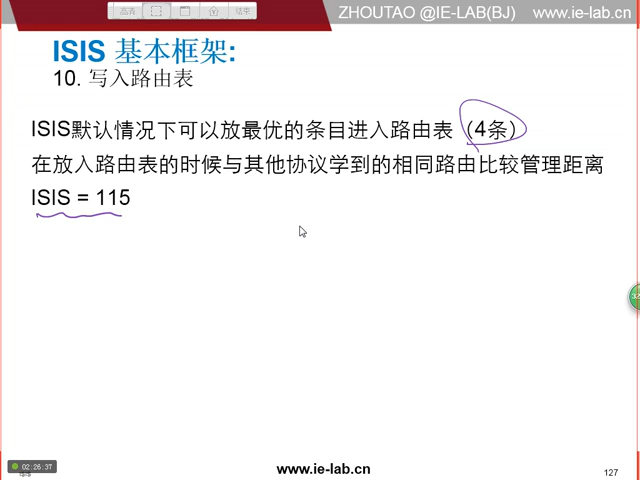 ZHOUTAO @IE-LAB(BJ) www.ie-lab.cn
ISIS 基本框架:
10. 写入路由表
ISIS默认情况下可以放最优的条目进入路由表（4条）
在放入路由表的时候与其他协议学到的相同路由比较管理距离
ISIS = 115
02:26:37
www.ie-lab.cn
127